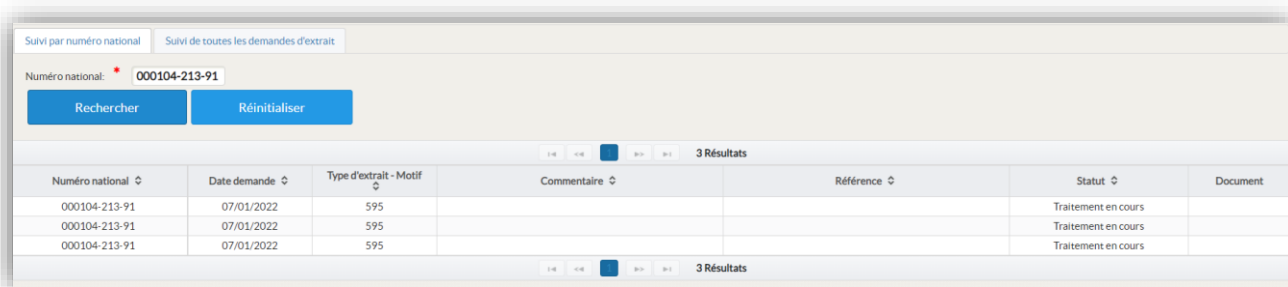 Suivi par numéro national Suivi de toutes les demandes d'extrait
Numéro national: * 000104-213-91
Rechercher Réinitialiser
1 3 Résultats
Numéro national Date demande Type d'extrait - Motif Commentaire Référence Statut Document
000104-213-91 07/01/2022 595 Traitement en cours
000104-213-91 07/01/2022 595 Traitement en cours
000104-213-91 07/01/2022 595 Traitement en cours
1 3 Résultats